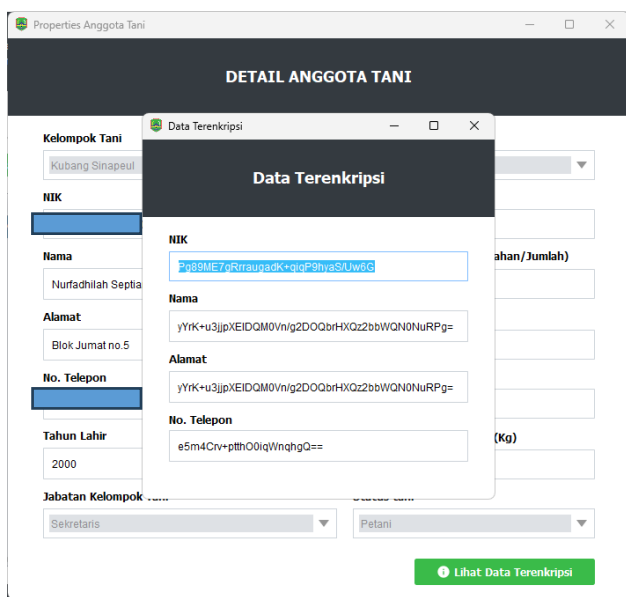 Properties Anggota Tani
DETAIL ANGGOTA TANI
Kelompok Tani
Kubang Sinapeul
NIK
Nama
Nurfadhilah Septia
Alamat
Blok Jumat no.5
No. Telepon
Tahun Lahir
2000
Jabatan Kelompok
Sekretaris
ahan/Jumlah)
(Kg)
Petani
Lihat Data Terenkripsi
Data Terenkripsi
Data Terenkripsi
NIK
Pg89ME7gRrraugadK+qiqP9hyaS/Uw6G
Nama
yYrK+u3jjpXEIDQM0Vn/g2DOQbrHXQz2bbWQN0NuRPg=
Alamat
yYrK+u3jjpXEIDQM0Vn/g2DOQbrHXQz2bbWQN0NuRPg=
No. Telepon
e5m4Crv+ptthO0iqWnqhgQ==